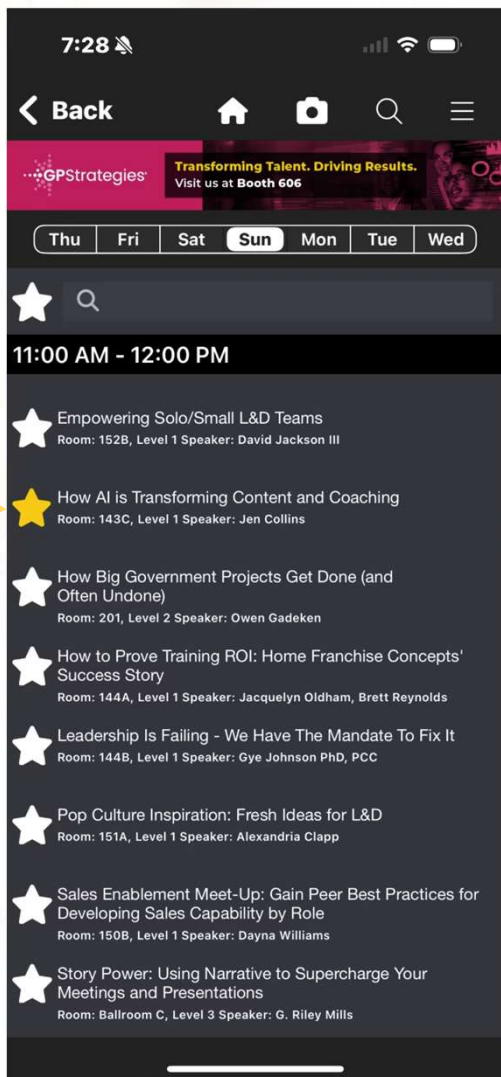 7:28
Back
GPStrategies
Transforming Talent. Driving Results.
Visit us at Booth 606
Thu Fri Sat Sun Mon Tue Wed
11:00 AM - 12:00 PM
Empowering Solo/Small L&D Teams
Room: 152B, Level 1 Speaker: David Jackson III
How AI is Transforming Content and Coaching
Room: 143C, Level 1 Speaker: Jen Collins
How Big Government Projects Get Done (and
Often Undone)
Room: 201, Level 2 Speaker: Owen Gadeken
How to Prove Training ROI: Home Franchise Concepts'
Success Story
Room: 144A, Level 1 Speaker: Jacquelyn Oldham, Brett Reynolds
Leadership Is Failing - We Have The Mandate To Fix It
Room: 144B, Level 1 Speaker: Gye Johnson PhD, PCC
Pop Culture Inspiration: Fresh Ideas for L&D
Room: 151A, Level 1 Speaker: Alexandria Clapp
Sales Enablement Meet-Up: Gain Peer Best Practices for
Developing Sales Capability by Role
Room: 150B, Level 1 Speaker: Dayna Williams
Story Power: Using Narrative to Supercharge Your
Meetings and Presentations
Room: Ballroom C, Level 3 Speaker: G. Riley Mills